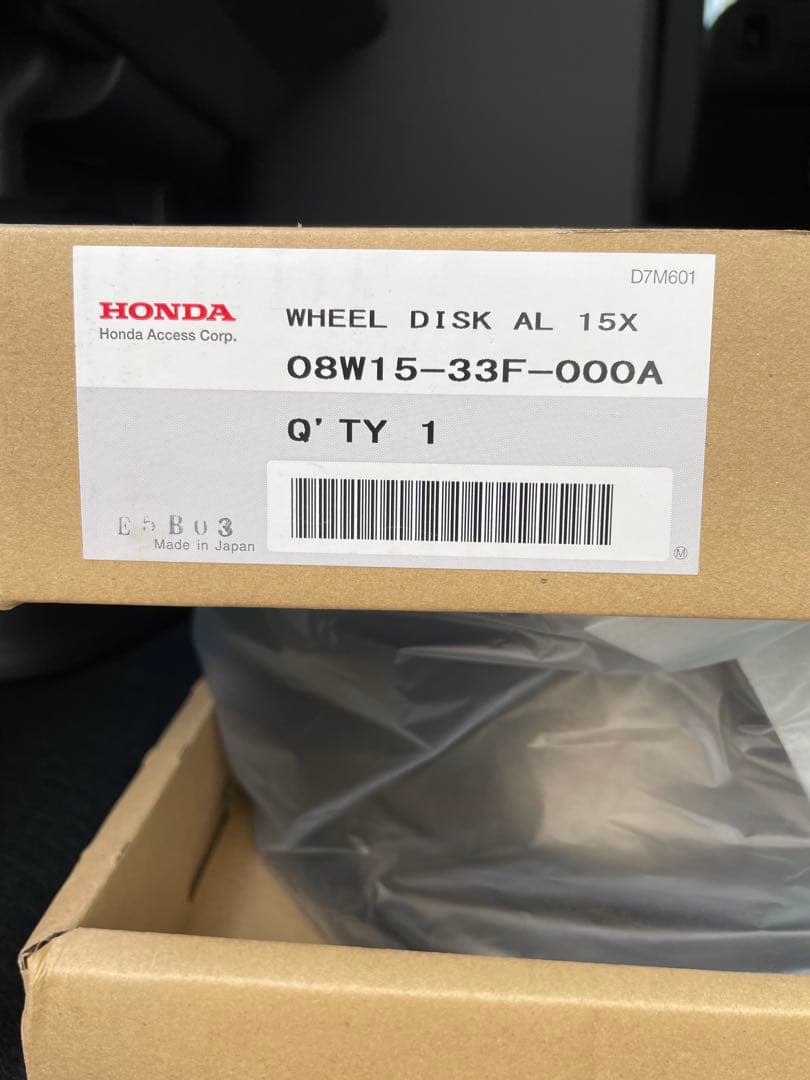 D7M601
HONDA
Honda Access Corp.
WHEEL DISK AL 15X
08W15-33F-000A
Q'TY 1
E5B03
Made in Japan
M